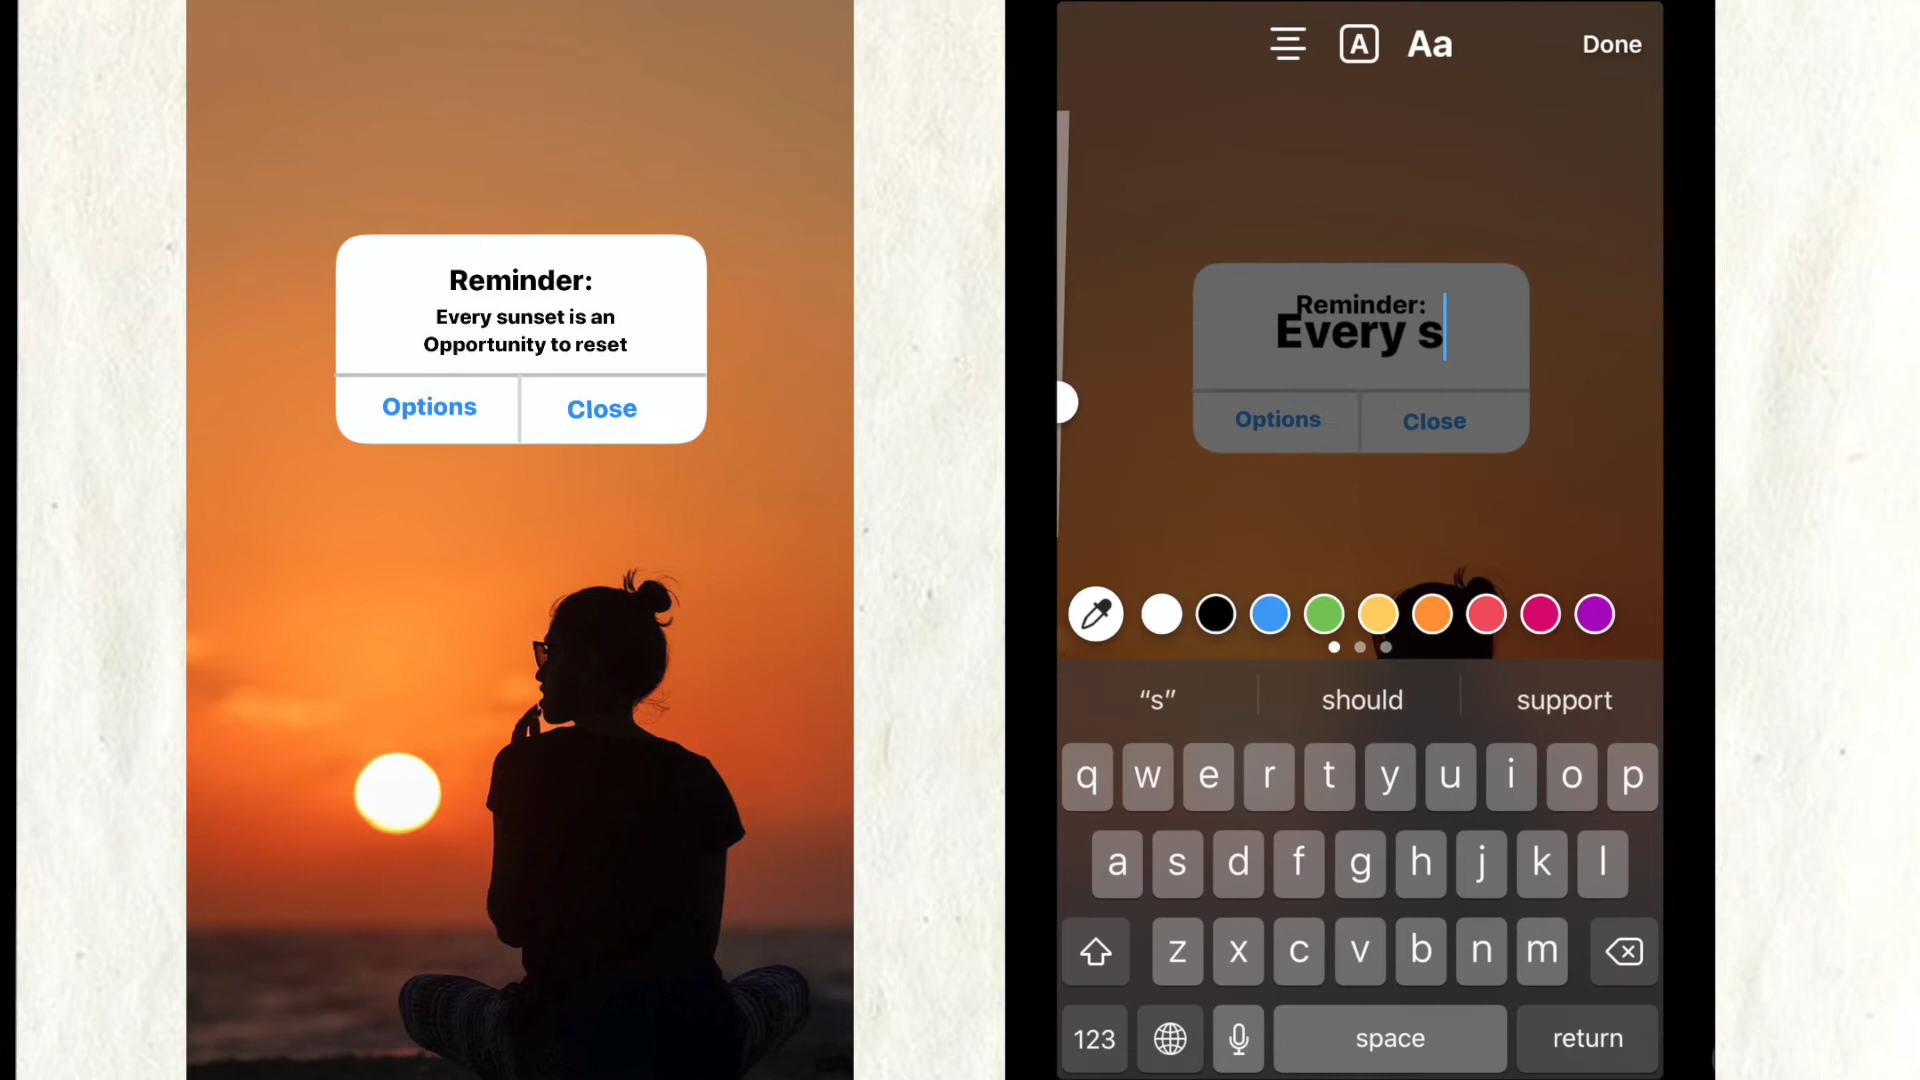 Reminder:
Every sunset is an
Opportunity to reset
Options
Close
A
Aa
Done
Reminder:
Every s
Options
Close
“s”
should
support
q w e r t y u i o p
a s d f g h j k l
z x c v b n m
123
space
return